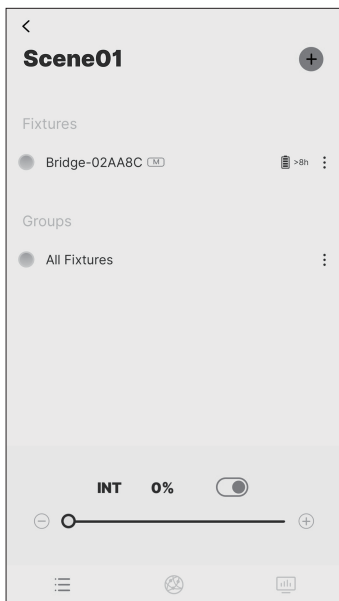 Scene01
Fixtures
Bridge-02AA8C M >8h
Groups
All Fixtures
INT 0%